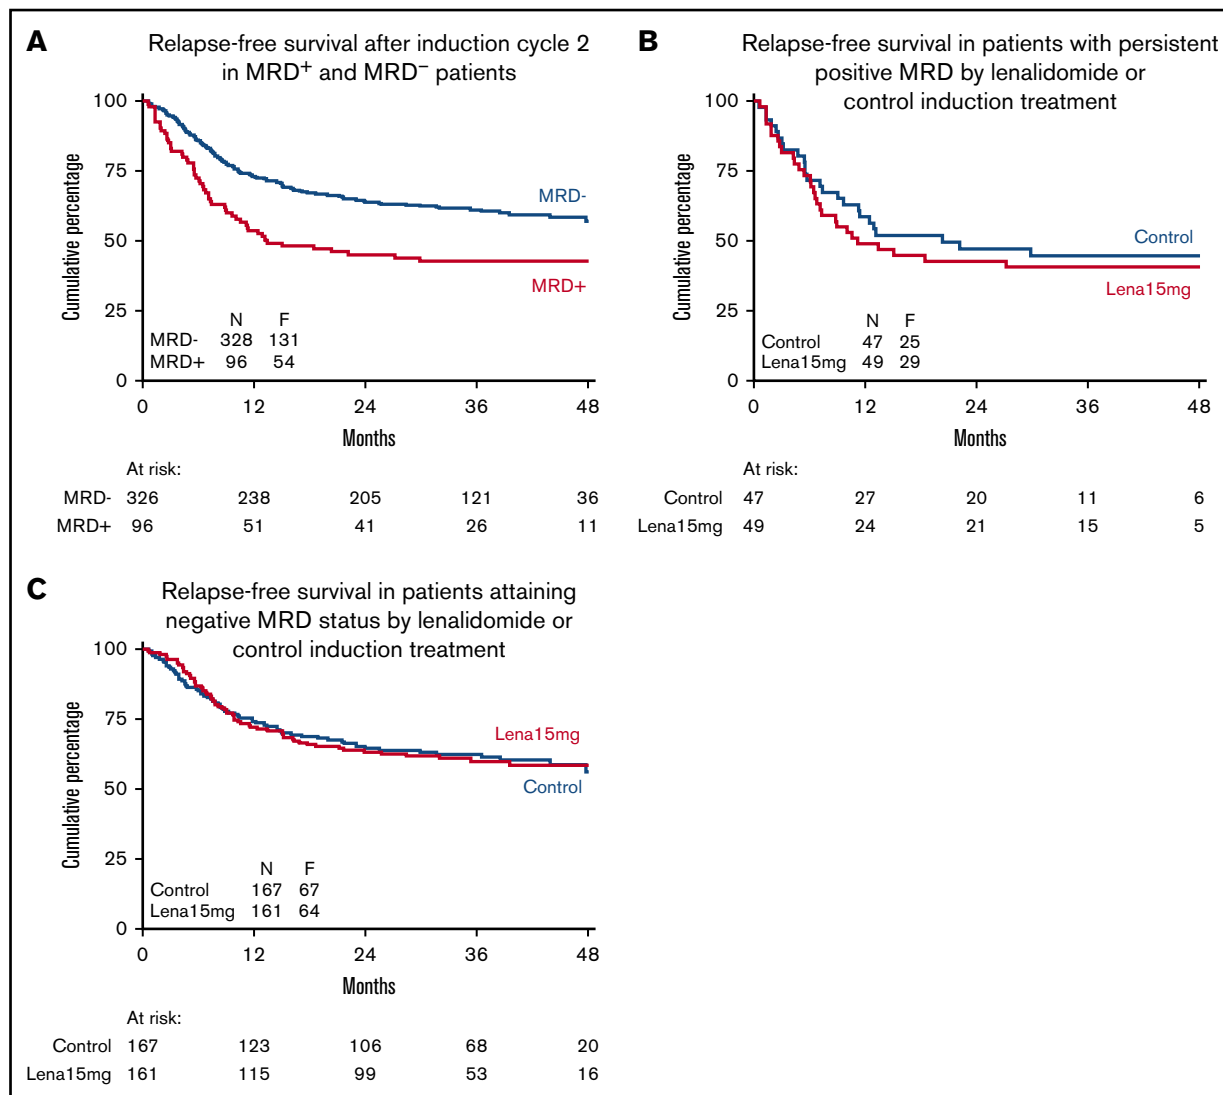 A
Relapse-free survival after induction cycle 2
in MRD⁺ and MRD⁻ patients
Cumulative percentage
100
75
50
25
0
MRD-
MRD+
N F
MRD- 328 131
MRD+ 96 54
0 12 24 36 48
Months
At risk:
MRD- 326 238 205 121 36
MRD+ 96 51 41 26 11
B
Relapse-free survival in patients with persistent
positive MRD by lenalidomide or
control induction treatment
Cumulative percentage
100
75
50
25
0
Control
Lena15mg
N F
Control 47 25
Lena15mg 49 29
0 12 24 36 48
Months
At risk:
Control 47 27 20 11 6
Lena15mg 49 24 21 15 5
C
Relapse-free survival in patients attaining
negative MRD status by lenalidomide or
control induction treatment
Cumulative percentage
100
75
50
25
0
Lena15mg
Control
N F
Control 167 67
Lena15mg 161 64
0 12 24 36 48
Months
At risk:
Control 167 123 106 68 20
Lena15mg 161 115 99 53 16